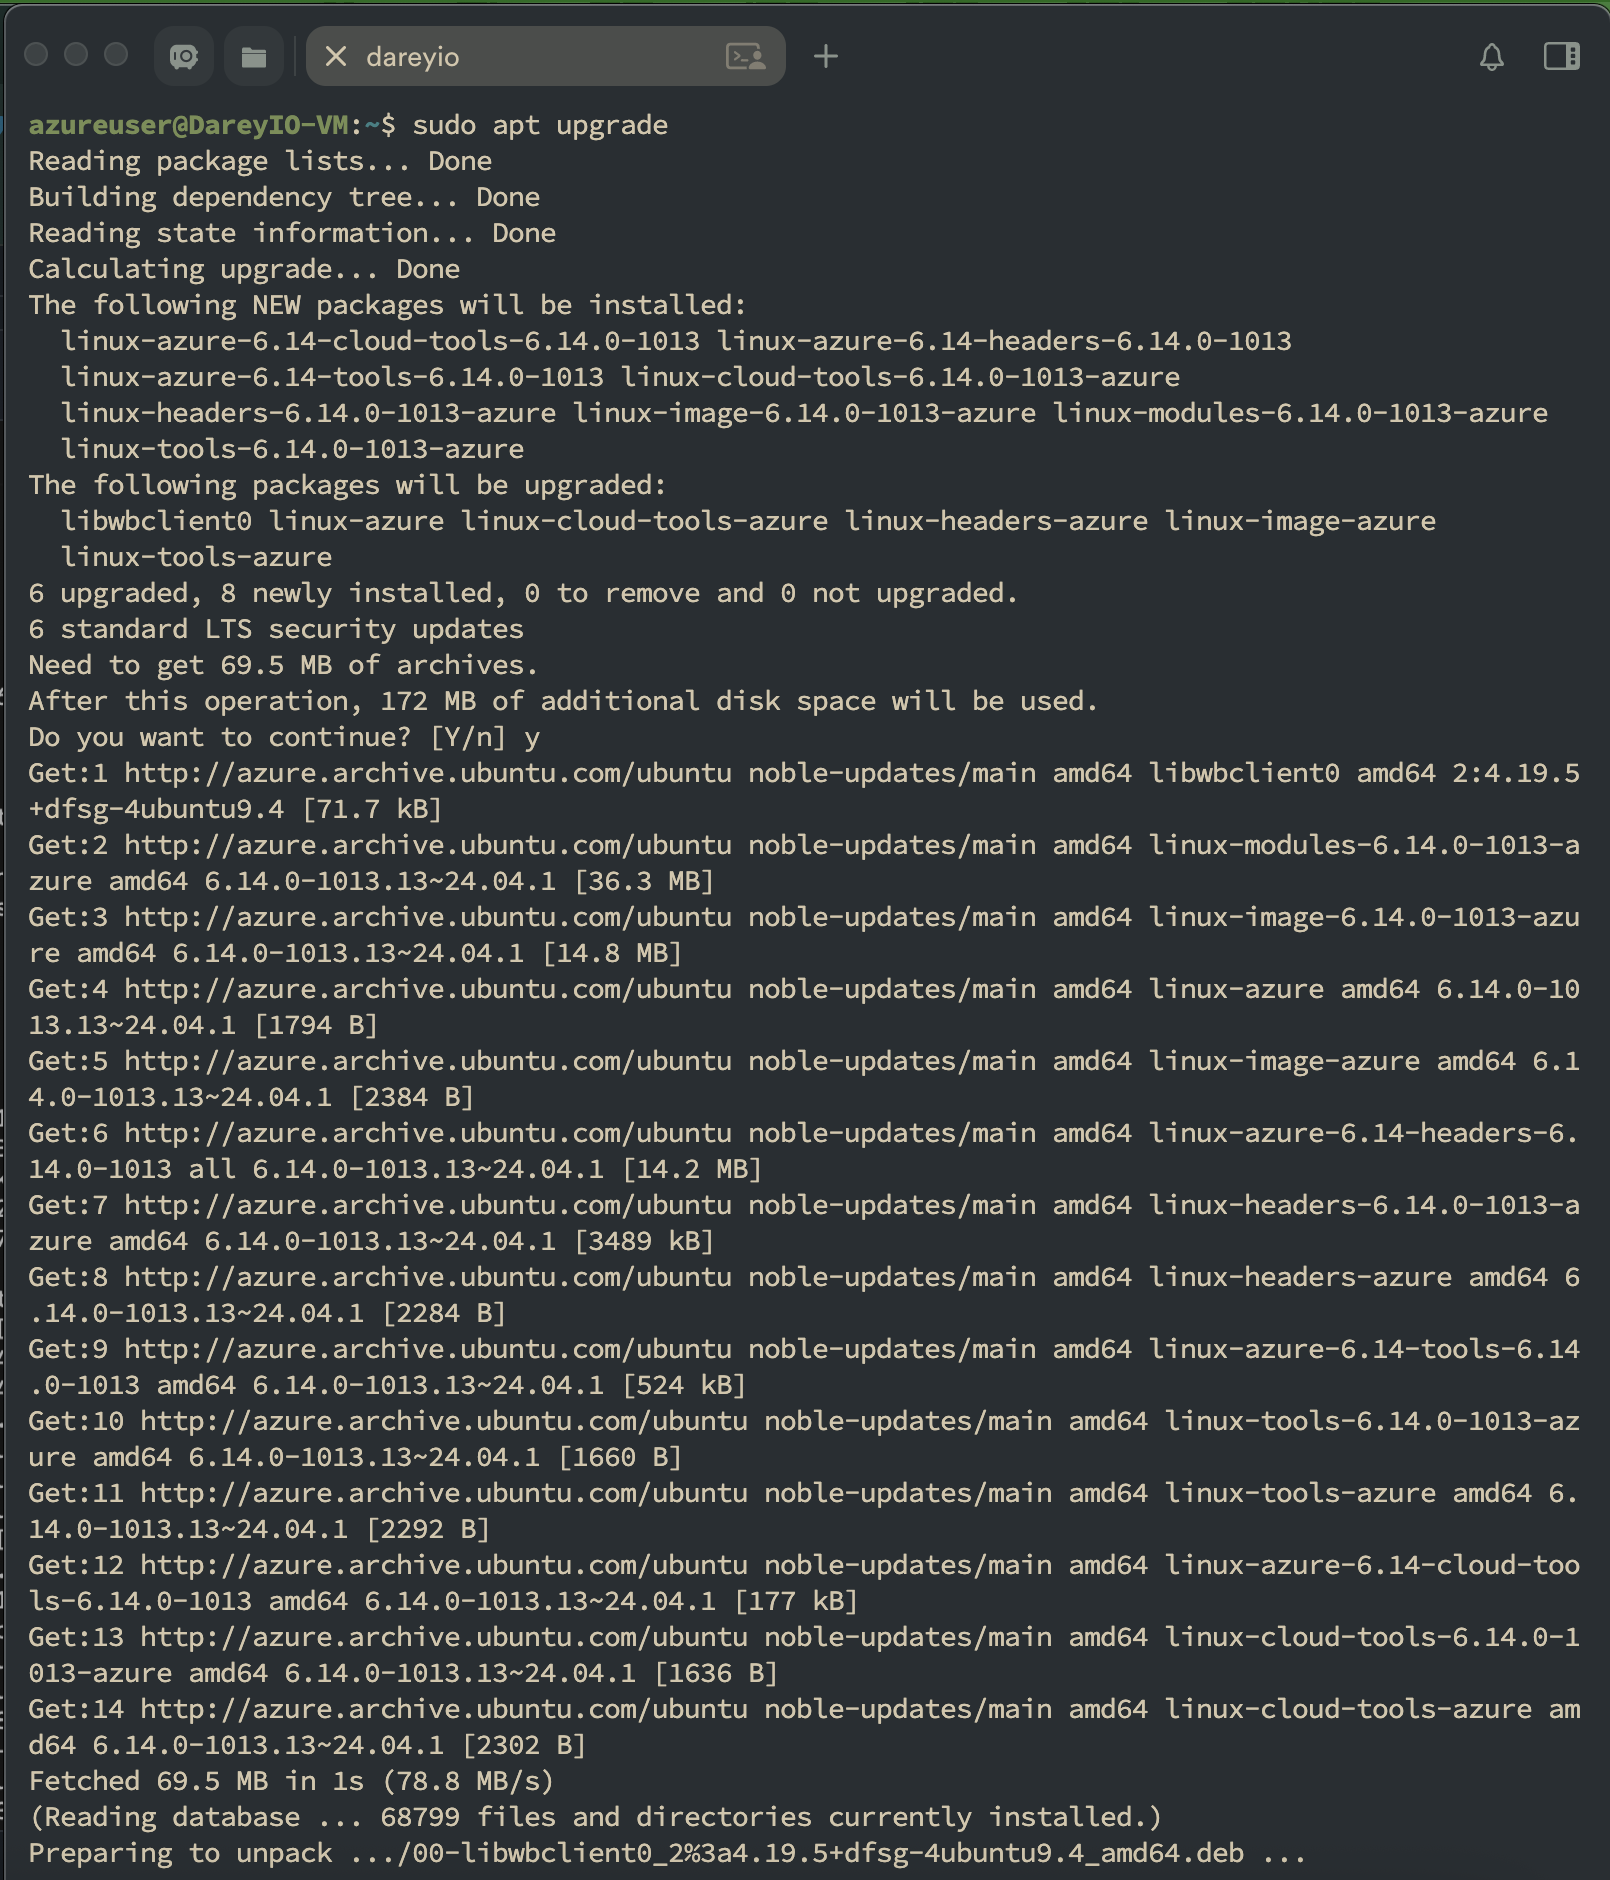 dareyio
azureuser@DareyIO-VM:~$ sudo apt upgrade
Reading package lists... Done
Building dependency tree... Done
Reading state information... Done
Calculating upgrade... Done
The following NEW packages will be installed:
  linux-azure-6.14-cloud-tools-6.14.0-1013 linux-azure-6.14-headers-6.14.0-1013
  linux-azure-6.14-tools-6.14.0-1013 linux-cloud-tools-6.14.0-1013-azure
  linux-headers-6.14.0-1013-azure linux-image-6.14.0-1013-azure linux-modules-6.14.0-1013-azure
  linux-tools-6.14.0-1013-azure
The following packages will be upgraded:
  libwbclient0 linux-azure linux-cloud-tools-azure linux-headers-azure linux-image-azure
  linux-tools-azure
6 upgraded, 8 newly installed, 0 to remove and 0 not upgraded.
6 standard LTS security updates
Need to get 69.5 MB of archives.
After this operation, 172 MB of additional disk space will be used.
Do you want to continue? [Y/n] y
Get:1 http://azure.archive.ubuntu.com/ubuntu noble-updates/main amd64 libwbclient0 amd64 2:4.19.5
+dfsg-4ubuntu9.4 [71.7 kB]
Get:2 http://azure.archive.ubuntu.com/ubuntu noble-updates/main amd64 linux-modules-6.14.0-1013-a
zure amd64 6.14.0-1013.13~24.04.1 [36.3 MB]
Get:3 http://azure.archive.ubuntu.com/ubuntu noble-updates/main amd64 linux-image-6.14.0-1013-azu
re amd64 6.14.0-1013.13~24.04.1 [14.8 MB]
Get:4 http://azure.archive.ubuntu.com/ubuntu noble-updates/main amd64 linux-azure amd64 6.14.0-10
13.13~24.04.1 [1794 B]
Get:5 http://azure.archive.ubuntu.com/ubuntu noble-updates/main amd64 linux-image-azure amd64 6.1
4.0-1013.13~24.04.1 [2384 B]
Get:6 http://azure.archive.ubuntu.com/ubuntu noble-updates/main amd64 linux-azure-6.14-headers-6.
14.0-1013 all 6.14.0-1013.13~24.04.1 [14.2 MB]
Get:7 http://azure.archive.ubuntu.com/ubuntu noble-updates/main amd64 linux-headers-6.14.0-1013-a
zure amd64 6.14.0-1013.13~24.04.1 [3489 kB]
Get:8 http://azure.archive.ubuntu.com/ubuntu noble-updates/main amd64 linux-headers-azure amd64 6
.14.0-1013.13~24.04.1 [2284 B]
Get:9 http://azure.archive.ubuntu.com/ubuntu noble-updates/main amd64 linux-azure-6.14-tools-6.14
.0-1013 amd64 6.14.0-1013.13~24.04.1 [524 kB]
Get:10 http://azure.archive.ubuntu.com/ubuntu noble-updates/main amd64 linux-tools-6.14.0-1013-az
ure amd64 6.14.0-1013.13~24.04.1 [1660 B]
Get:11 http://azure.archive.ubuntu.com/ubuntu noble-updates/main amd64 linux-tools-azure amd64 6.
14.0-1013.13~24.04.1 [2292 B]
Get:12 http://azure.archive.ubuntu.com/ubuntu noble-updates/main amd64 linux-azure-6.14-cloud-too
ls-6.14.0-1013 amd64 6.14.0-1013.13~24.04.1 [177 kB]
Get:13 http://azure.archive.ubuntu.com/ubuntu noble-updates/main amd64 linux-cloud-tools-6.14.0-1
013-azure amd64 6.14.0-1013.13~24.04.1 [1636 B]
Get:14 http://azure.archive.ubuntu.com/ubuntu noble-updates/main amd64 linux-cloud-tools-azure am
d64 6.14.0-1013.13~24.04.1 [2302 B]
Fetched 69.5 MB in 1s (78.8 MB/s)
(Reading database ... 68799 files and directories currently installed.)
Preparing to unpack .../00-libwbclient0_2%3a4.19.5+dfsg-4ubuntu9.4_amd64.deb ...